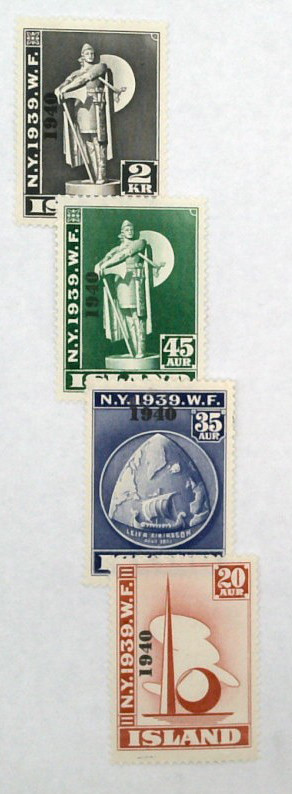 N.Y. 1939. W.F.
1940
2
KR
IS
N.Y. 1939. W.F.
1940
45
AUR.
N.Y. 1939. W.F.
1940
35
AUR.
LEIFR EIRIKSSON
N.Y. 1939. W.F.
1940
20
AUR.
ISLAND